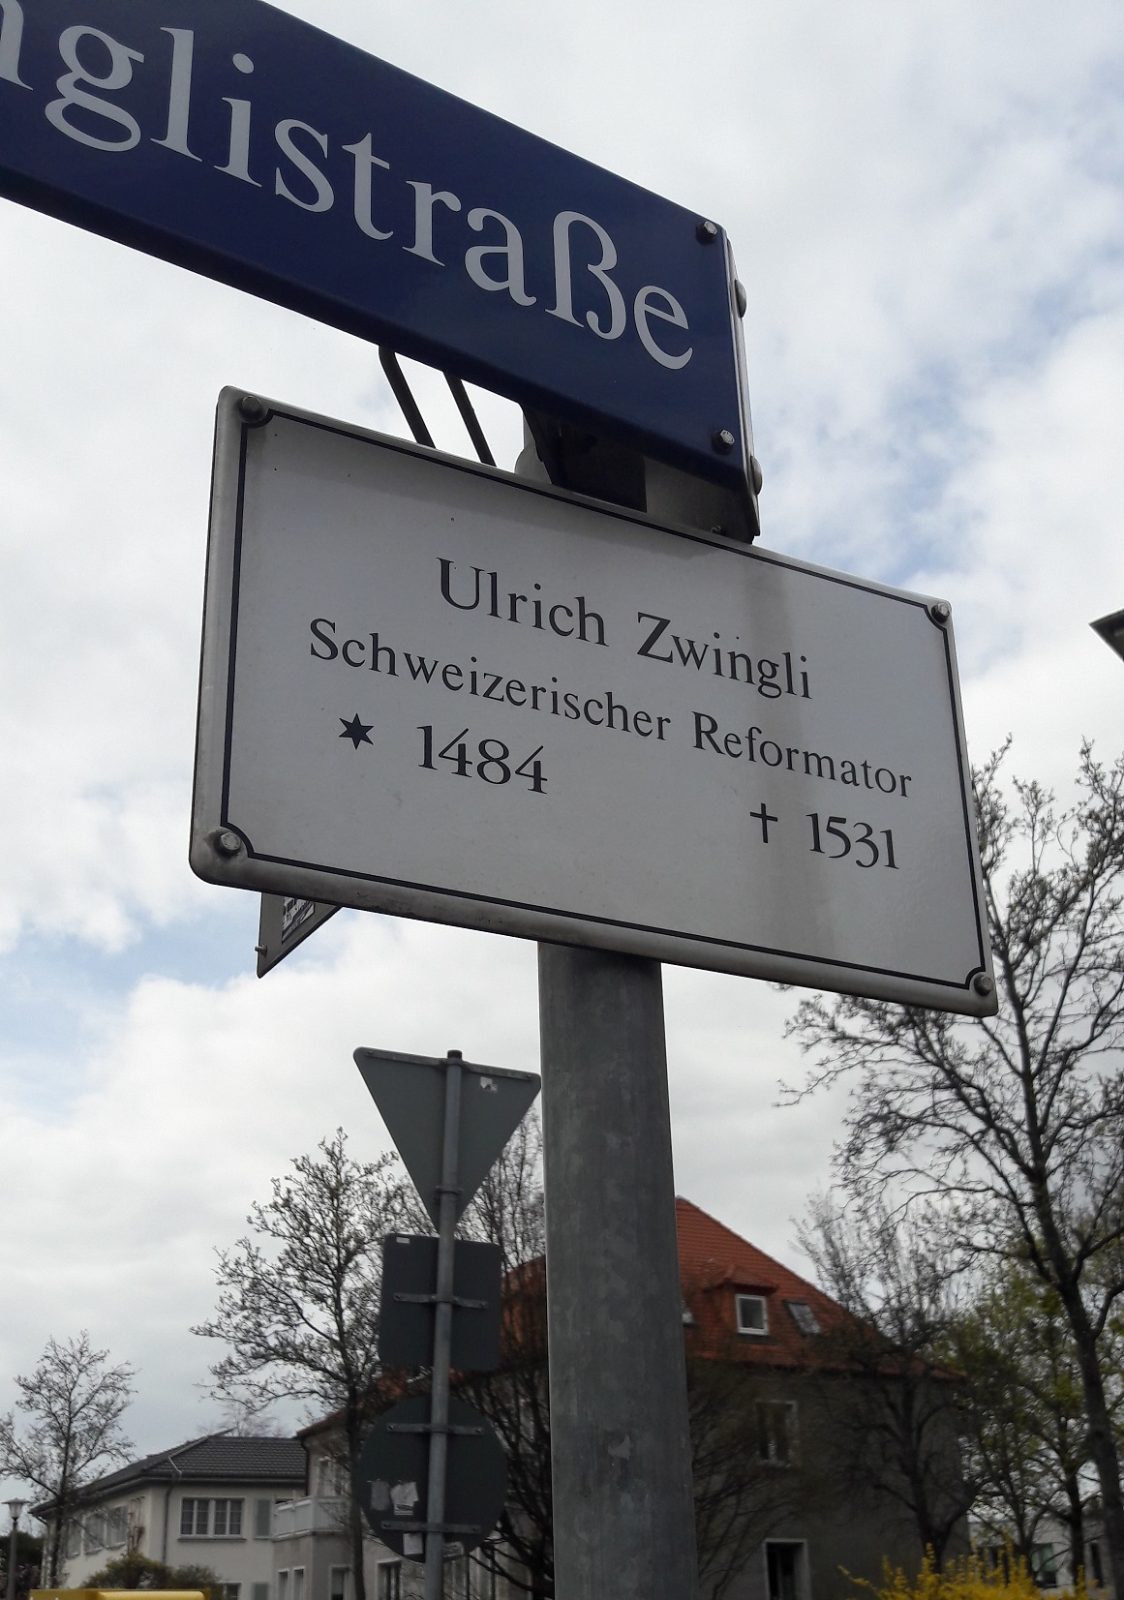 nglistraße
Ulrich Zwingli
Schweizerischer Reformator
* 1484
† 1531